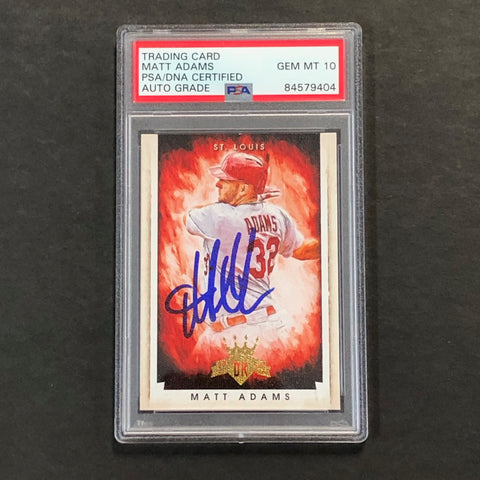 TRADING CARD
MATT ADAMS
PSA/DNA CERTIFIED
AUTO GRADE
GEM MT 10
PSA
84579404
ST. LOUIS
ADAMS
32
DK
MATT ADAMS